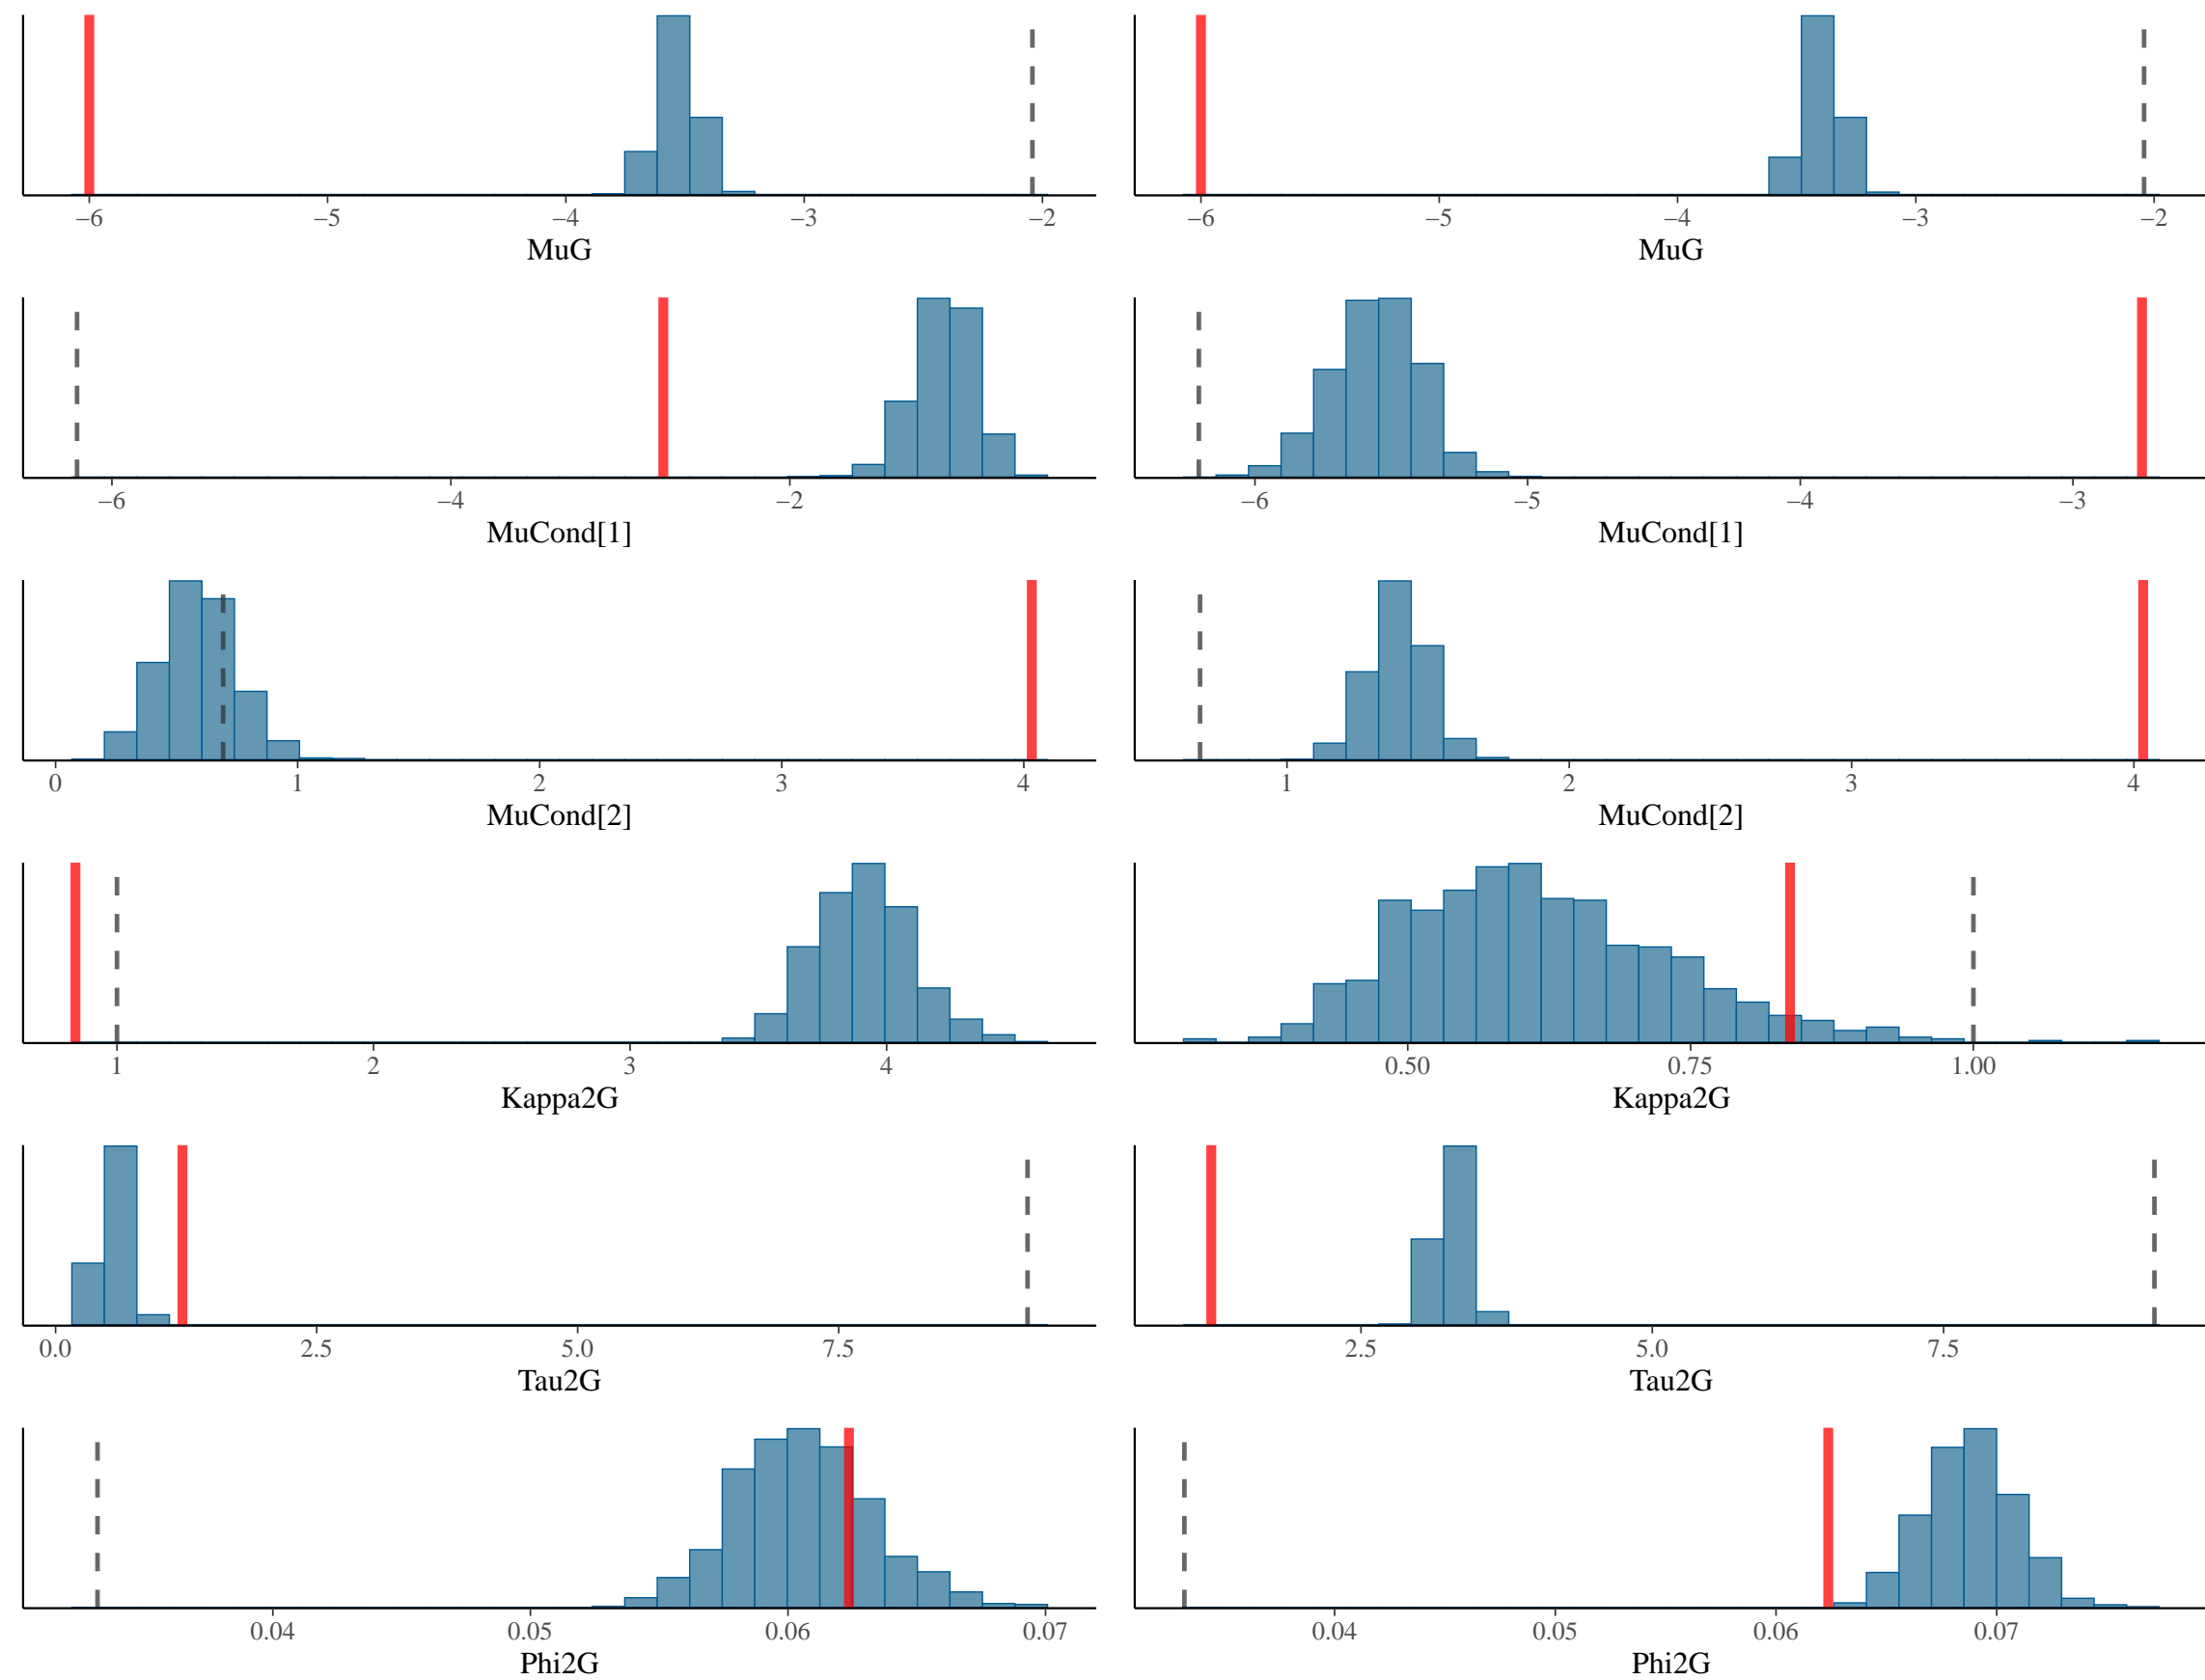 −6 −5 −4 −3 −2
MuG
−6 −5 −4 −3 −2
MuG
−6 −4 −2
MuCond[1]
−6 −5 −4 −3
MuCond[1]
0 1 2 3 4
MuCond[2]
1 2 3 4
MuCond[2]
1 2 3 4
Kappa2G
0.50 0.75 1.00
Kappa2G
0.0 2.5 5.0 7.5
Tau2G
2.5 5.0 7.5
Tau2G
0.04 0.05 0.06 0.07
Phi2G
0.04 0.05 0.06 0.07
Phi2G